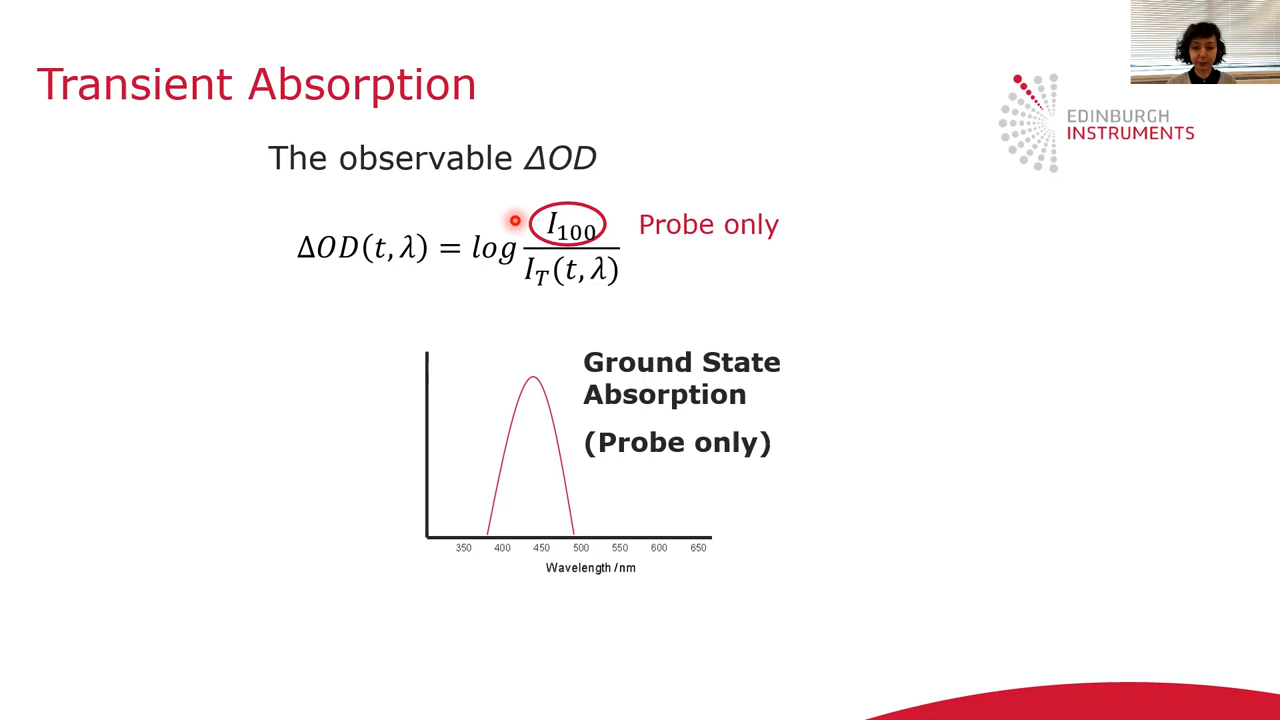 Transient Absorption
EDINBURGH
INSTRUMENTS
The observable ΔOD
ΔOD(t, λ) = log I₁₀₀ / I_T(t, λ)
Probe only
Ground State
Absorption
(Probe only)
350 400 450 500 550 600 650
Wavelength /nm